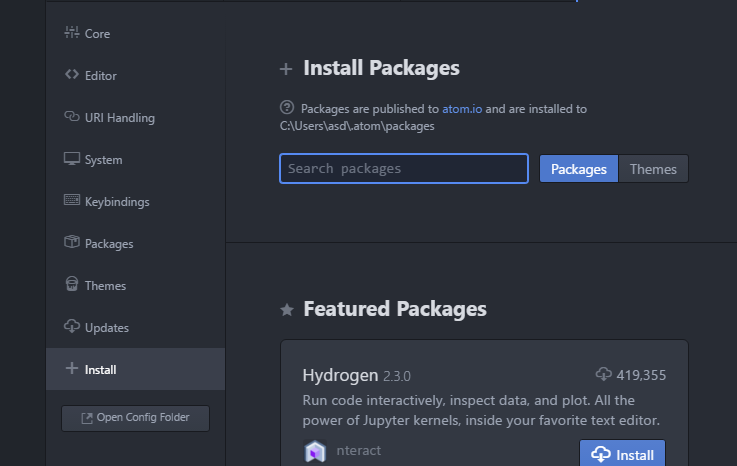 Core
Editor
URI Handling
System
Keybindings
Packages
Themes
Updates
Install
Open Config Folder
Install Packages
Packages are published to atom.io and are installed to
C:\Users\asd\.atom\packages
Search packages
Packages Themes
Featured Packages
Hydrogen 2.3.0 419,355
Run code interactively, inspect data, and plot. All the
power of Jupyter kernels, inside your favorite text editor.
nteract Install